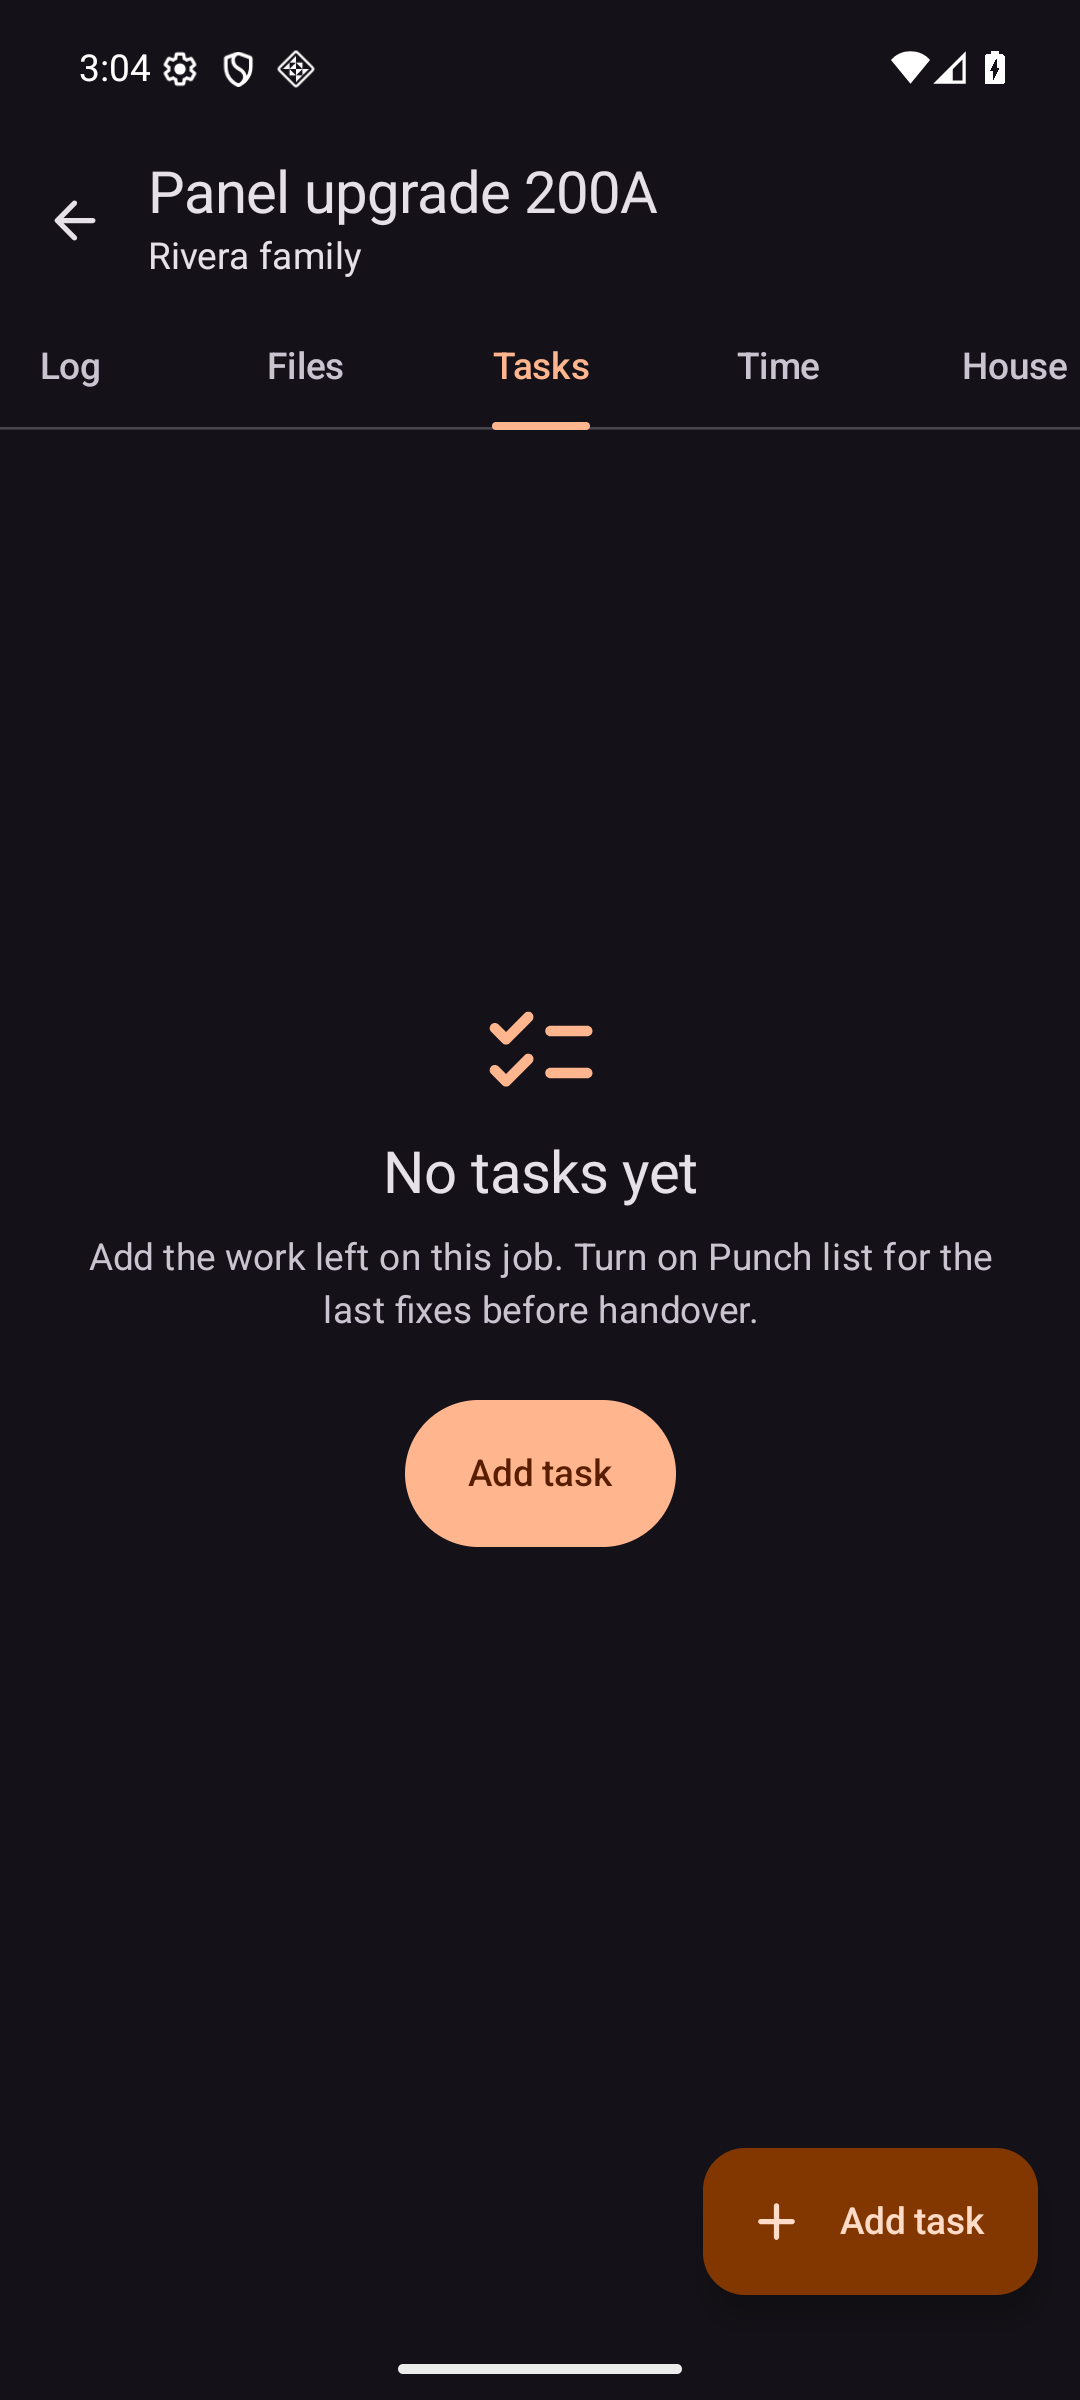 3:04
Panel upgrade 200A
Rivera family
Log Files Tasks Time House
No tasks yet
Add the work left on this job. Turn on Punch list for the
last fixes before handover.
Add task
Add task